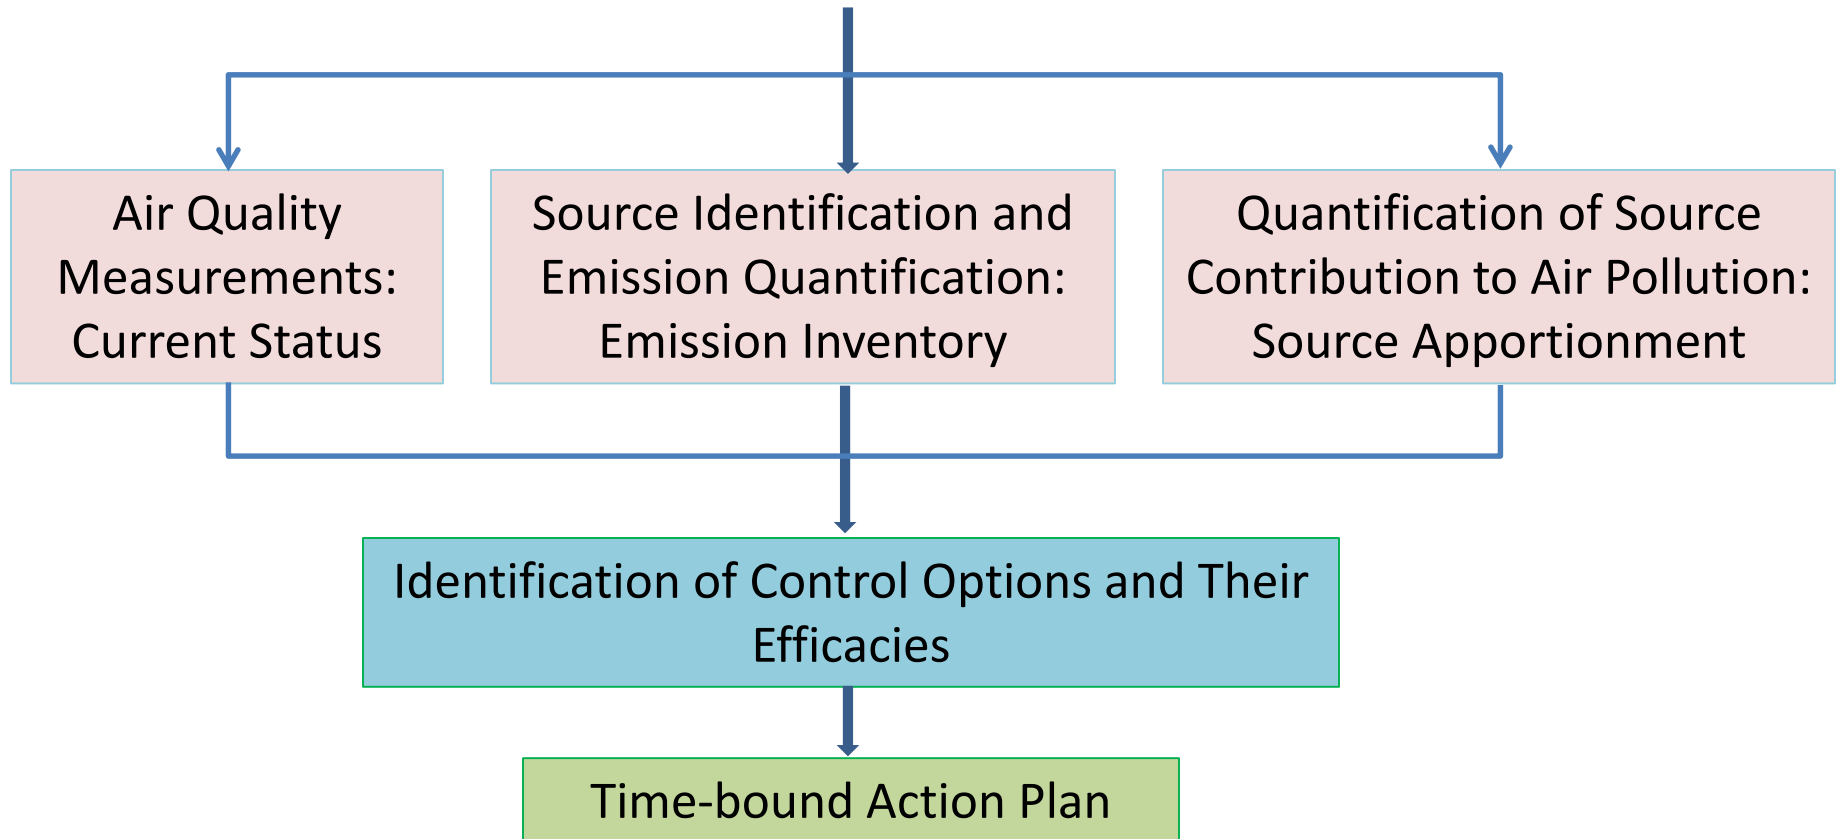 Air Quality
Measurements:
Current Status
Source Identification and
Emission Quantification:
Emission Inventory
Quantification of Source
Contribution to Air Pollution:
Source Apportionment
Identification of Control Options and Their
Efficacies
Time-bound Action Plan